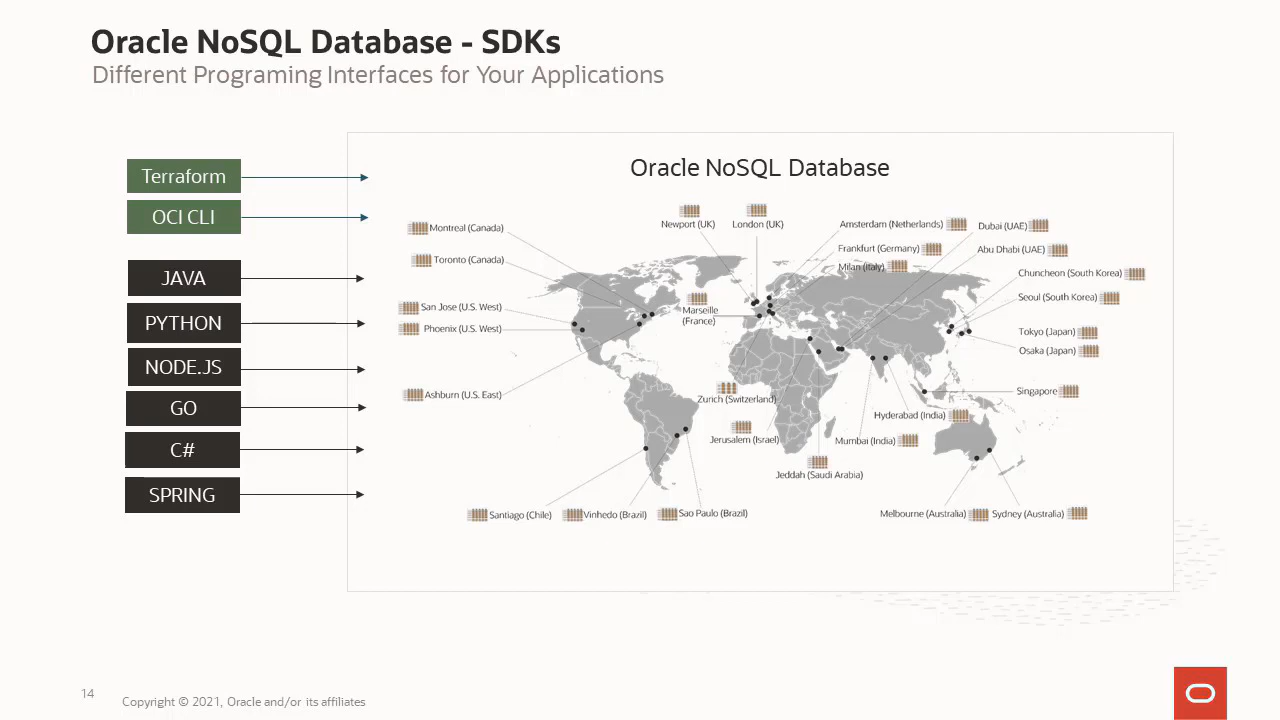 Oracle NoSQL Database - SDKs
Different Programing Interfaces for Your Applications
Terraform
OCI CLI
JAVA
PYTHON
NODE.JS
GO
C#
SPRING
Oracle NoSQL Database
Montreal (Canada)
Toronto (Canada)
San Jose (U.S. West)
Phoenix (U.S. West)
Ashburn (U.S. East)
Newport (UK)
London (UK)
Marseille
(France)
Amsterdam (Netherlands)
Frankfurt (Germany)
Milan (Italy)
Dubai (UAE)
Abu Dhabi (UAE)
Chuncheon (South Korea)
Seoul (South Korea)
Tokyo (Japan)
Osaka (Japan)
Singapore
Zurich (Switzerland)
Jerusalem (Israel)
Jeddah (Saudi Arabia)
Hyderabad (India)
Mumbai (India)
Santiago (Chile)
Vinhedo (Brazil)
Sao Paulo (Brazil)
Melbourne (Australia)
Sydney (Australia)
14
Copyright © 2021, Oracle and/or its affiliates